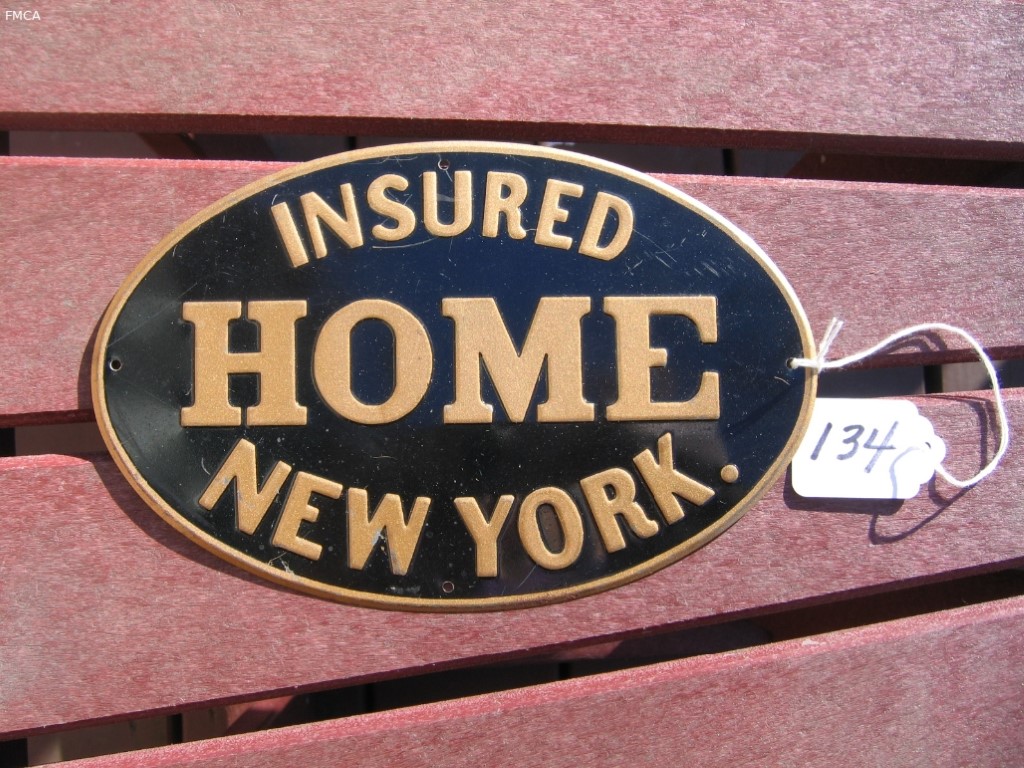 FMCA
INSURED
HOME
NEW YORK.
134